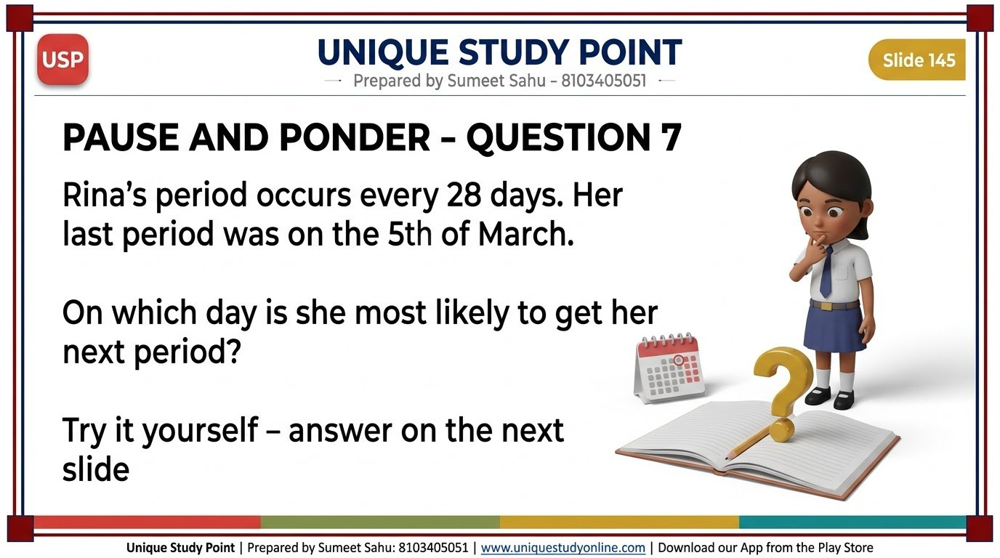 USP
UNIQUE STUDY POINT
Prepared by Sumeet Sahu - 8103405051
Slide 145
PAUSE AND PONDER – QUESTION 7
Rina’s period occurs every 28 days. Her
last period was on the 5th of March.
On which day is she most likely to get her
next period?
Try it yourself – answer on the next
slide
Unique Study Point | Prepared by Sumeet Sahu: 8103405051 | www.uniquestudyonline.com | Download our App from the Play Store